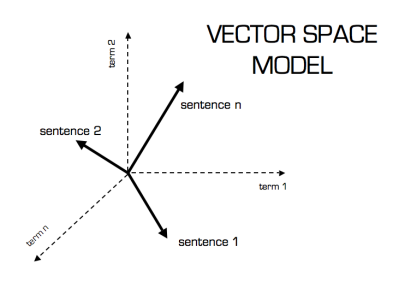 VECTOR SPACE
MODEL
term 2
sentence n
sentence 2
term 1
term n
sentence 1